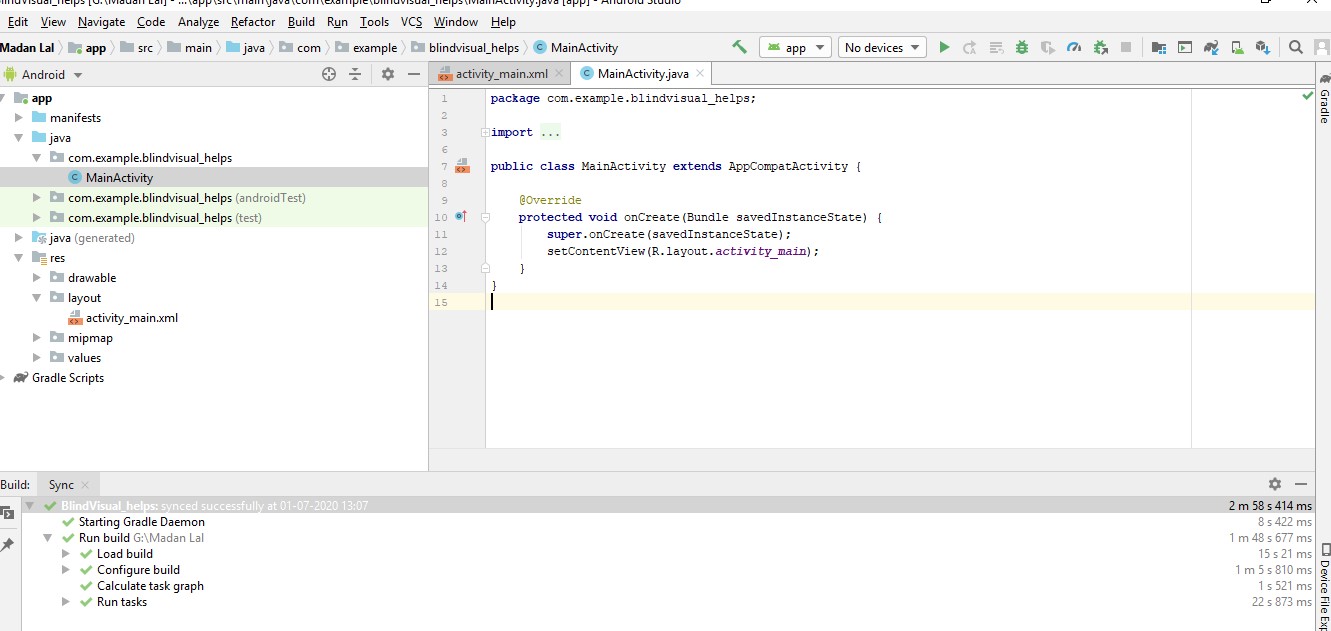 blindvisual_helps [G:\Madan Lal] - ...\app\src\main\java\com\example\blindvisual_helps\MainActivity.java [app] - Android Studio
Edit View Navigate Code Analyze Refactor Build Run Tools VCS Window Help
Madan Lal app src main java com example blindvisual_helps MainActivity app No devices
Android
activity_main.xml MainActivity.java
app
manifests
java
com.example.blindvisual_helps
MainActivity
com.example.blindvisual_helps (androidTest)
com.example.blindvisual_helps (test)
java (generated)
res
drawable
layout
activity_main.xml
mipmap
values
Gradle Scripts
1 package com.example.blindvisual_helps;
2
3 import ...
6
7 public class MainActivity extends AppCompatActivity {
8
9 @Override
10 protected void onCreate(Bundle savedInstanceState) {
11 super.onCreate(savedInstanceState);
12 setContentView(R.layout.activity_main);
13 }
14 }
15
Gradle
Device File Exp
Build: Sync
BlindVisual_helps: synced successfully at 01-07-2020 13:07 2 m 58 s 414 ms
Starting Gradle Daemon 8 s 422 ms
Run build G:\Madan Lal 1 m 48 s 677 ms
Load build 15 s 21 ms
Configure build 1 m 5 s 810 ms
Calculate task graph 1 s 521 ms
Run tasks 22 s 873 ms